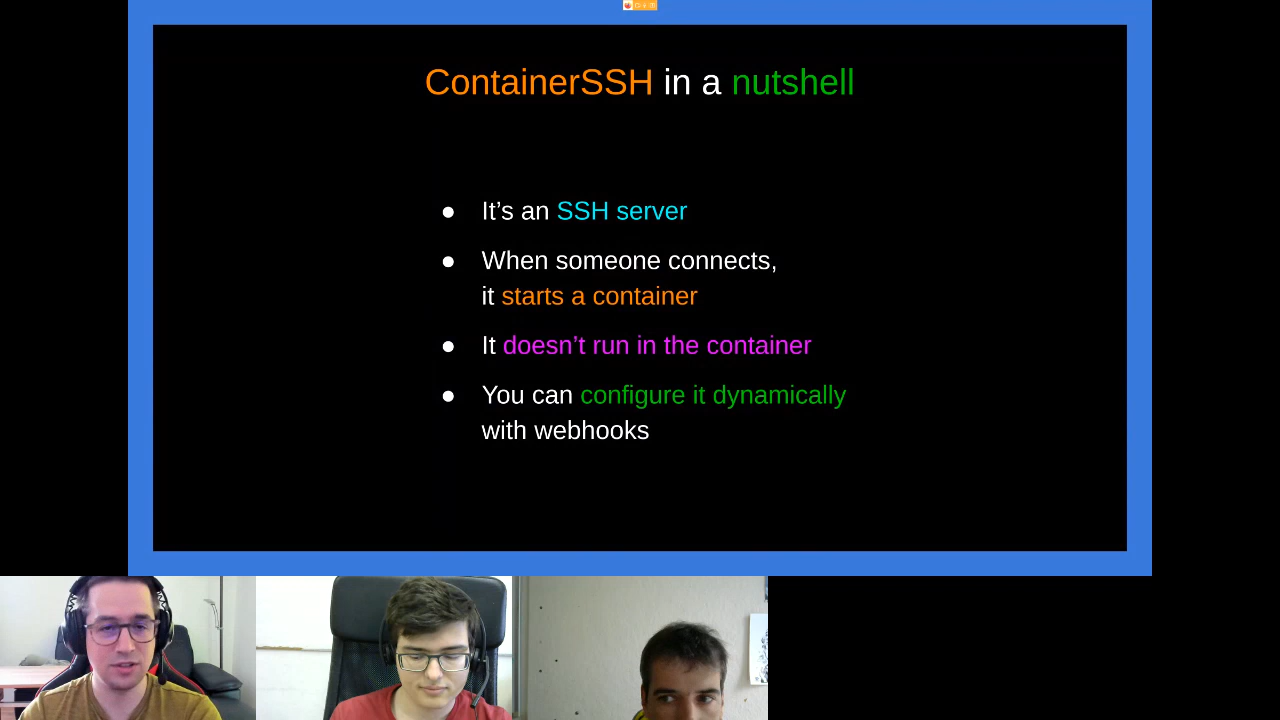 ContainerSSH in a nutshell
● It’s an SSH server
● When someone connects,
it starts a container
● It doesn’t run in the container
● You can configure it dynamically
with webhooks